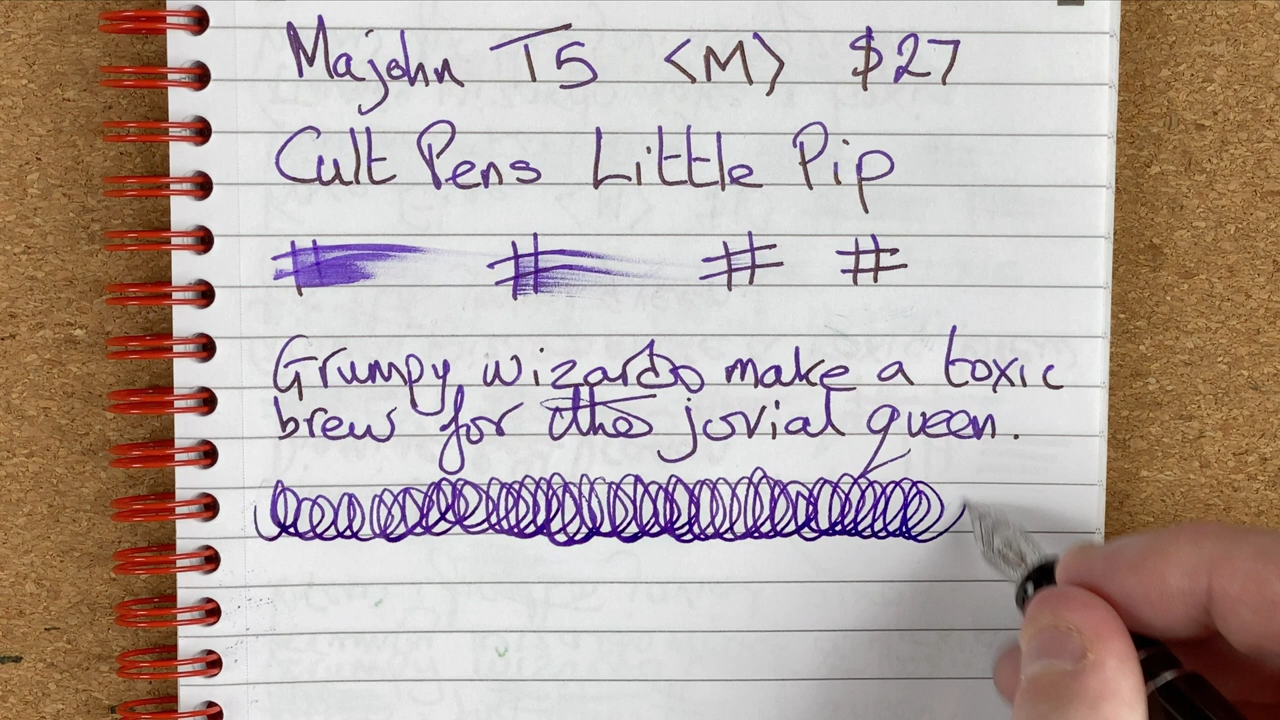 Majohn T5 <M> $27
Cult Pens Little Pip
# # # #
Grumpy wizards make a toxic
brew for the jovial queen.